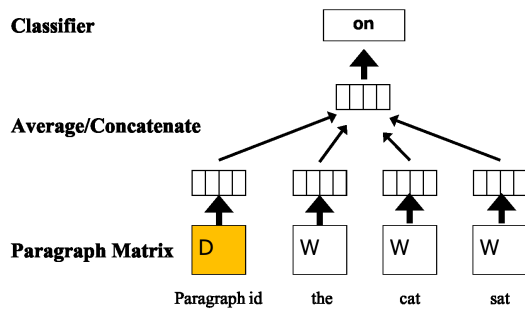 Classifier
on
Average/Concatenate
Paragraph Matrix
D
W
W
W
Paragraph id
the
cat
sat